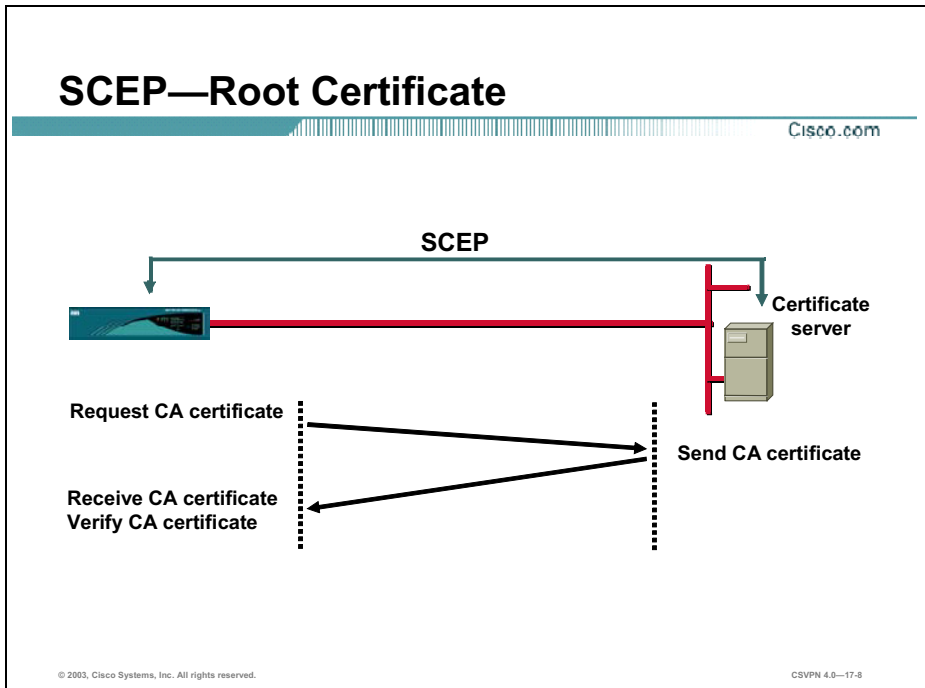 SCEP—Root Certificate
Cisco.com
SCEP
Certificate
server
Request CA certificate
Send CA certificate
Receive CA certificate
Verify CA certificate
© 2003, Cisco Systems, Inc. All rights reserved.
CSVPN 4.0—17-8